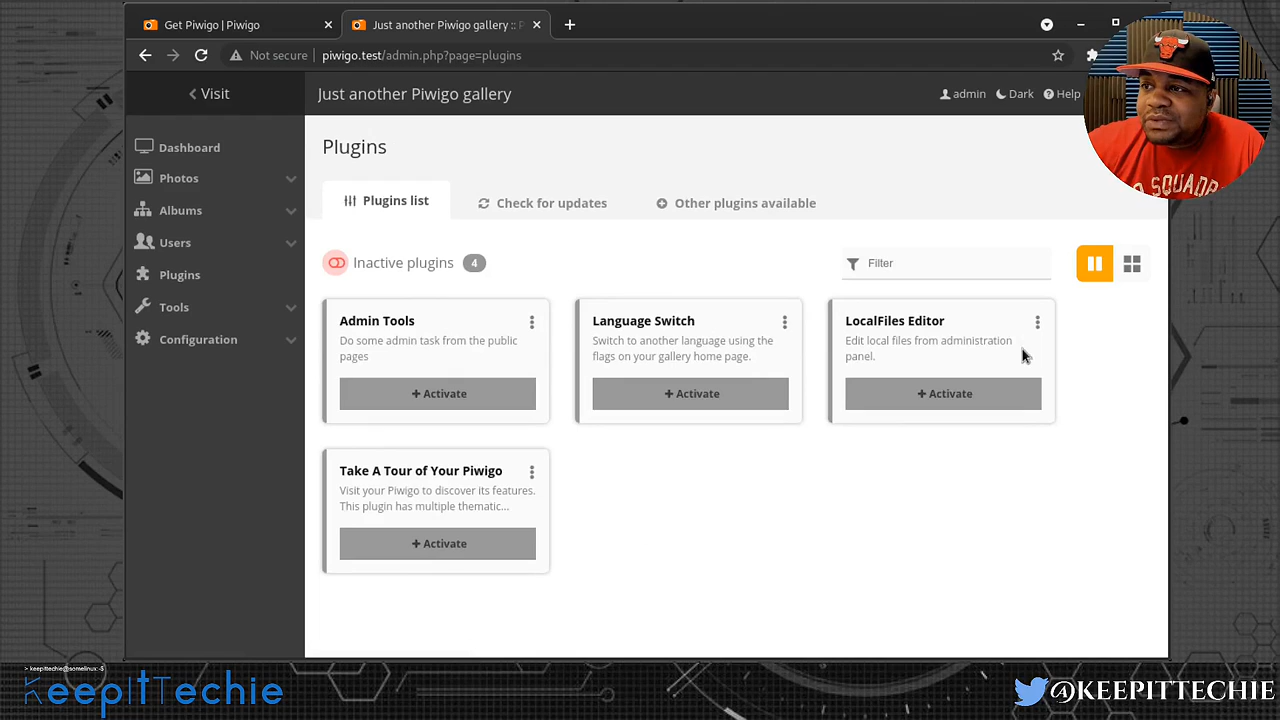 Get Piwigo | Piwigo
Just another Piwigo gallery :: P
Not secure
piwigo.test/admin.php?page=plugins
Visit
Just another Piwigo gallery
admin
Dark
Help
Dashboard
Photos
Albums
Users
Plugins
Tools
Configuration
Plugins
Plugins list
Check for updates
Other plugins available
Inactive plugins 4
Filter
Admin Tools
Do some admin task from the public
pages
+ Activate
Language Switch
Switch to another language using the
flags on your gallery home page.
+ Activate
LocalFiles Editor
Edit local files from administration
panel.
+ Activate
Take A Tour of Your Piwigo
Visit your Piwigo to discover its features.
This plugin has multiple thematic...
+ Activate
> keepittechie@somelinux:~$
KeepItTechie
@KEEPITTECHIE